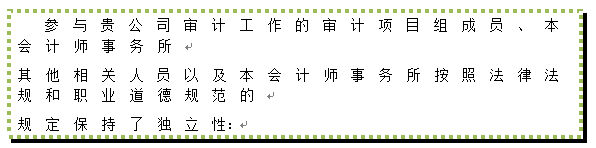 参与贵公司审计工作的审计项目组成员、本
会计师事务所
其他相关人员以及本会计师事务所按照法律法
规和职业道德规范的
规定保持了独立性：